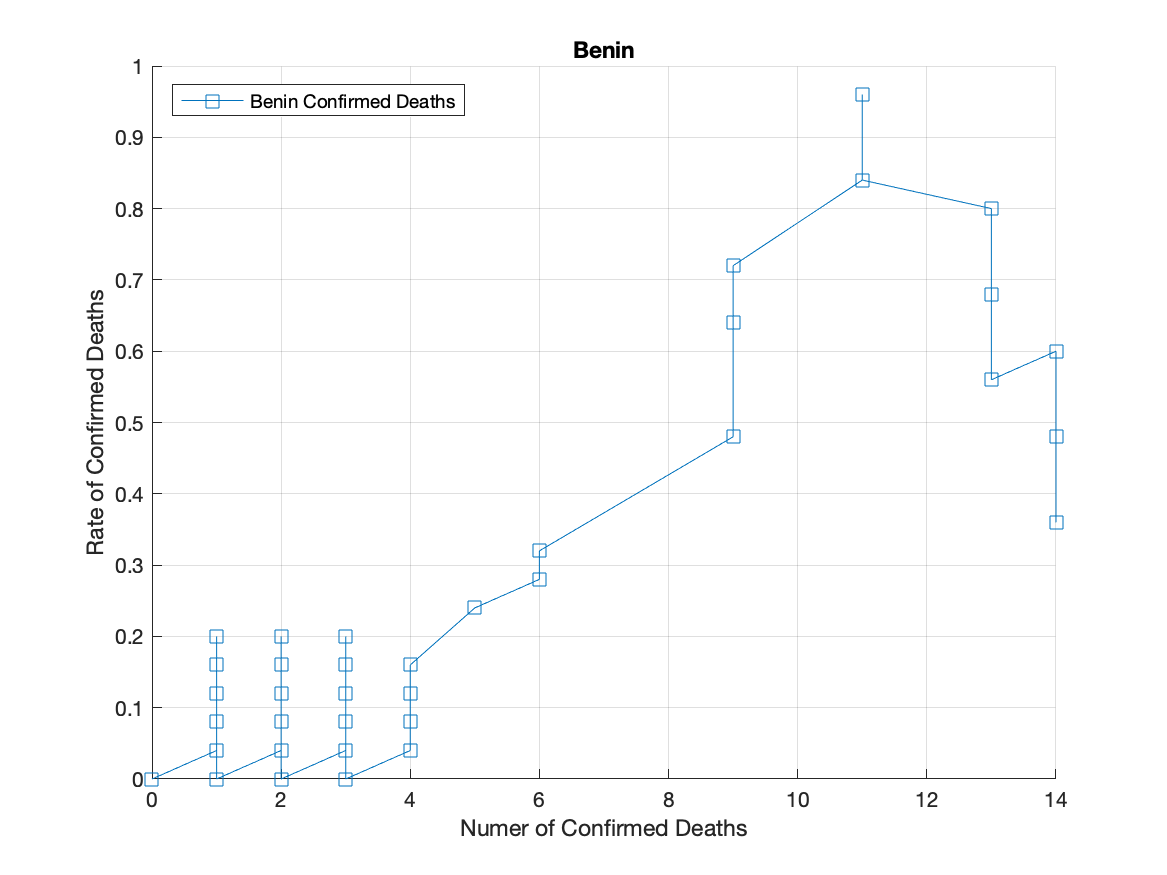 Benin
Benin Confirmed Deaths
Rate of Confirmed Deaths
1
0.9
0.8
0.7
0.6
0.5
0.4
0.3
0.2
0.1
0
0 2 4 6 8 10 12 14
Numer of Confirmed Deaths